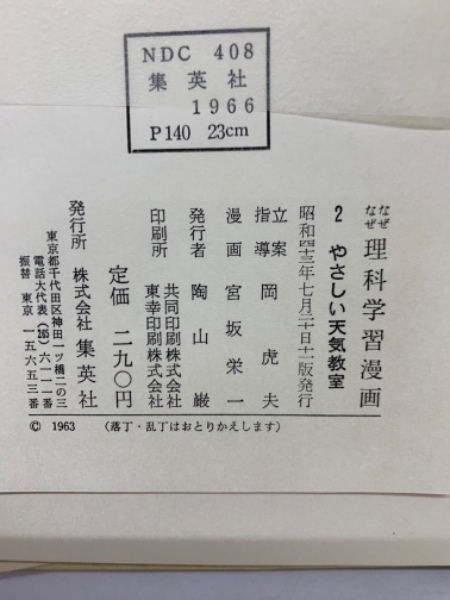 NDC 408
集英社
1966
P140 23cm
なぜなぜ 理科学習漫画
2 やさしい天気教室
昭和四十三年七月三十日十一版発行
立案
指導 岡虎夫
漫画 宮坂栄一
発行者 陶山巌
印刷所 共同印刷株式会社
東幸印刷株式会社
定価 二九〇円
発行所 株式会社 集英社
東京都千代田区神田一ツ橋二の三
電話大代表(265)六一一一番
振替 東京 一五六五三番
© 1963 (落丁・乱丁はおとりかえします)